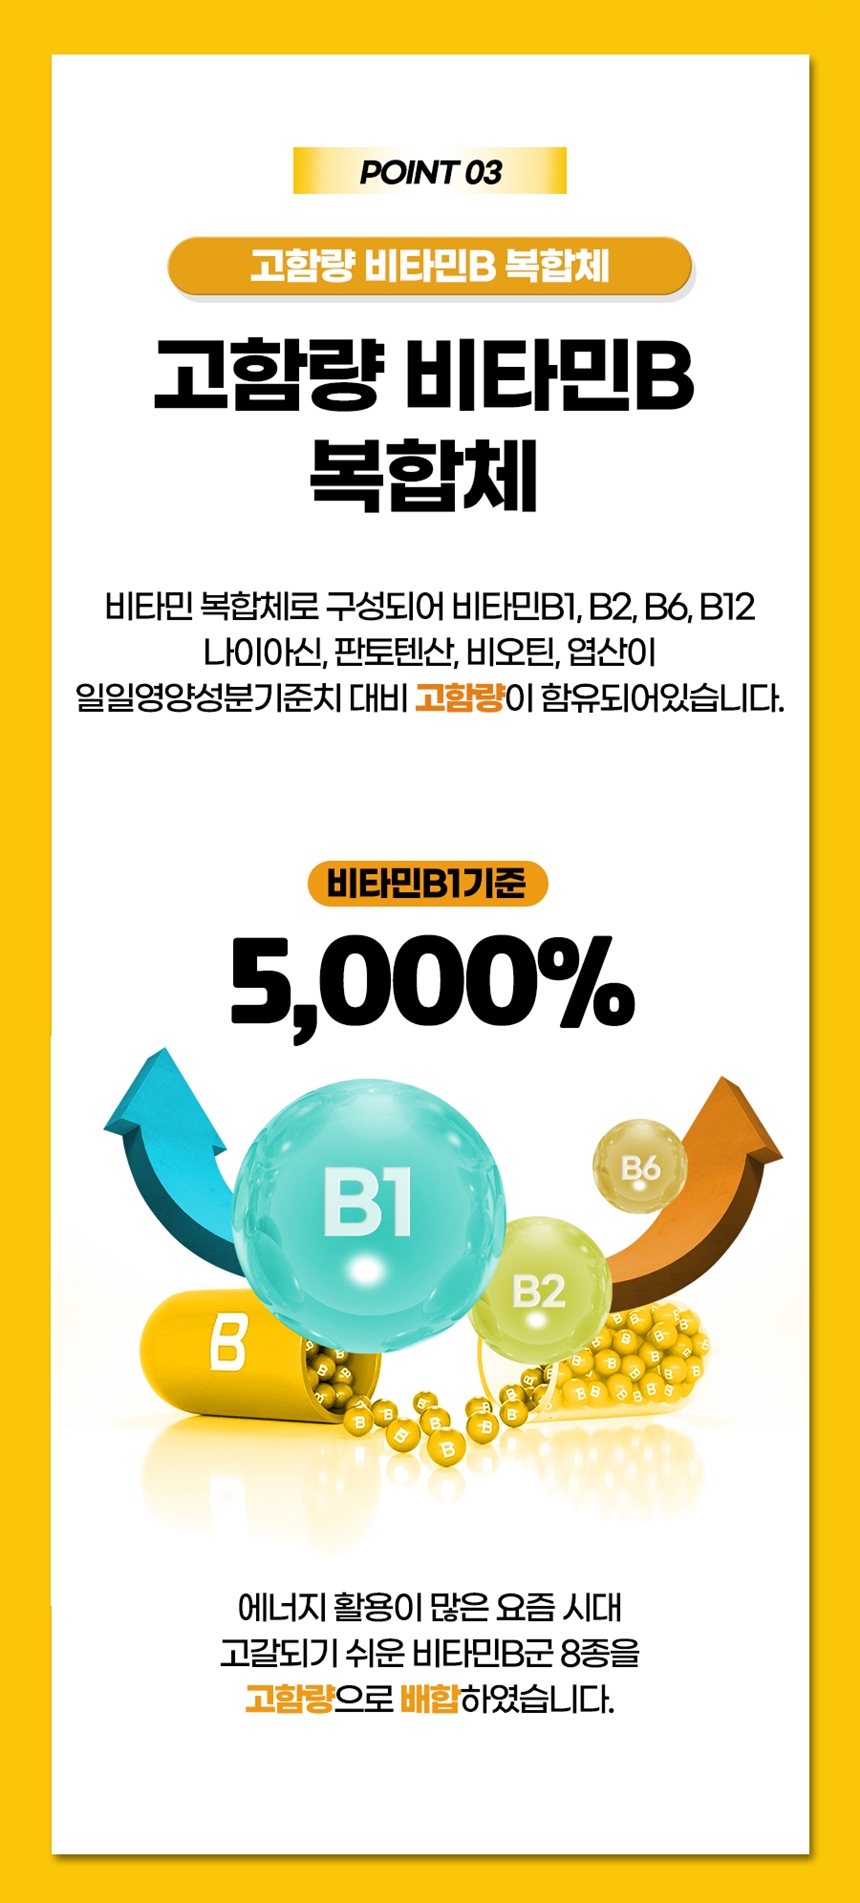 POINT 03
고함량 비타민B 복합체
고함량 비타민B
복합체
비타민 복합체로 구성되어 비타민B1, B2, B6, B12
나이아신, 판토텐산, 비오틴, 엽산이
일일영양성분기준치 대비 고함량이 함유되어있습니다.
비타민B1기준
5,000%
B1
B6
B2
B
에너지 활용이 많은 요즘 시대
고갈되기 쉬운 비타민B군 8종을
고함량으로 배합하였습니다.